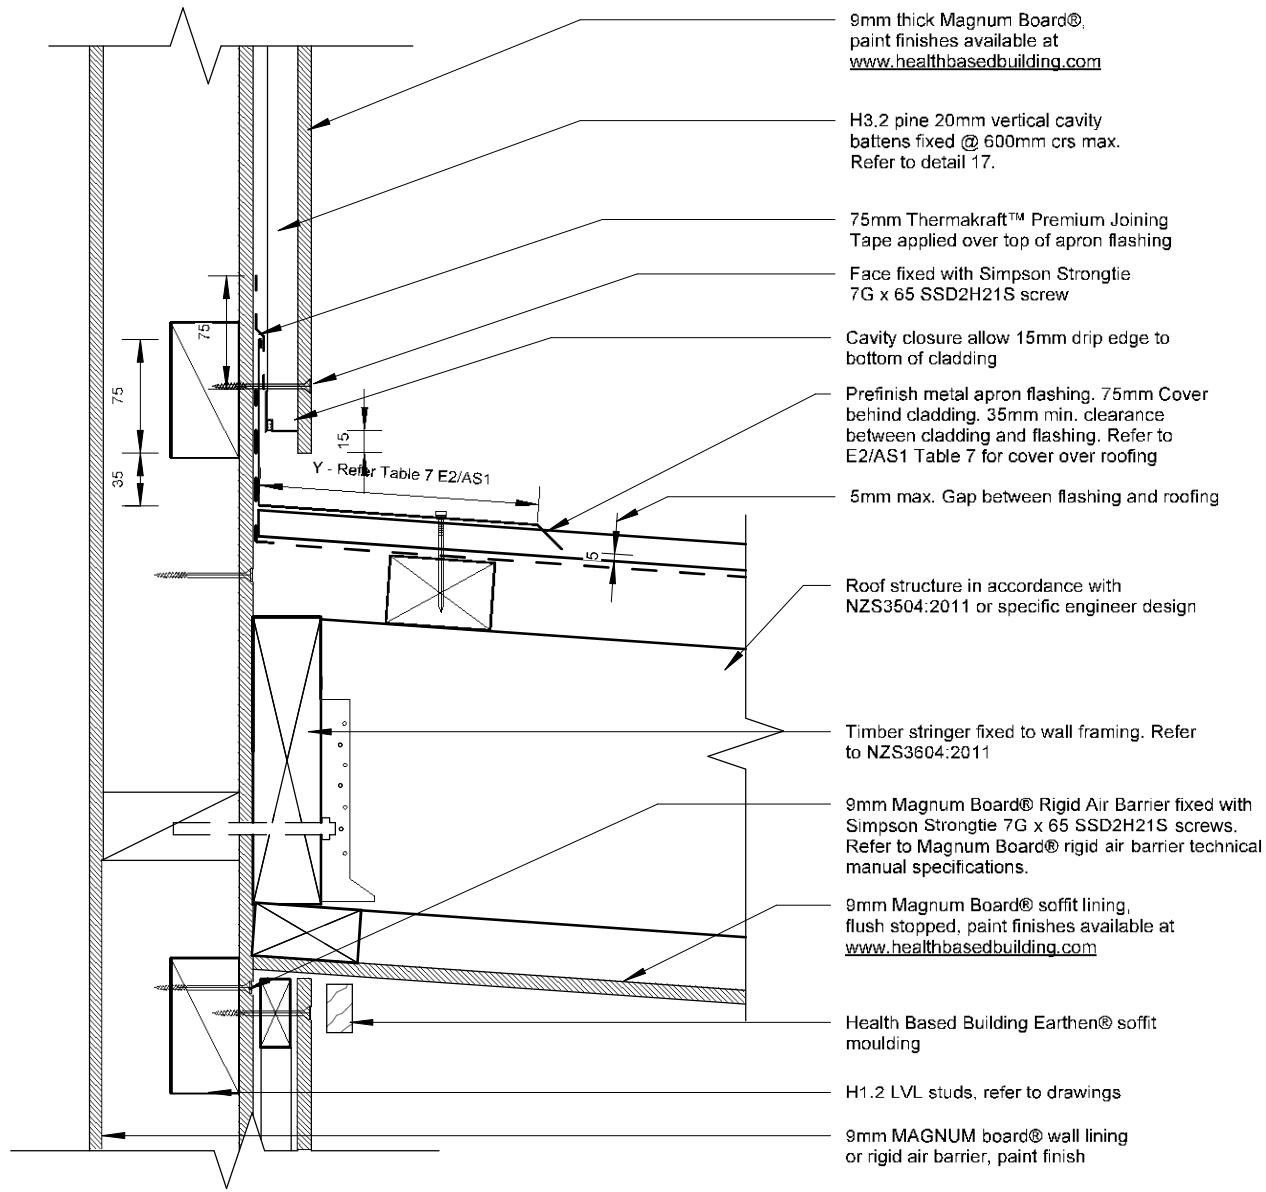 9mm thick Magnum Board®,
paint finishes available at
www.healthbasedbuilding.com
H3.2 pine 20mm vertical cavity
battens fixed @ 600mm crs max.
Refer to detail 17.
75mm Thermakraft™ Premium Joining
Tape applied over top of apron flashing
Face fixed with Simpson Strongtie
7G x 65 SSD2H21S screw
Cavity closure allow 15mm drip edge to
bottom of cladding
Prefinish metal apron flashing. 75mm Cover
behind cladding. 35mm min. clearance
between cladding and flashing. Refer to
E2/AS1 Table 7 for cover over roofing
5mm max. Gap between flashing and roofing
Roof structure in accordance with
NZS3504:2011 or specific engineer design
Timber stringer fixed to wall framing. Refer
to NZS3604:2011
9mm Magnum Board® Rigid Air Barrier fixed with
Simpson Strongtie 7G x 65 SSD2H21S screws.
Refer to Magnum Board® rigid air barrier technical
manual specifications.
9mm Magnum Board® soffit lining,
flush stopped, paint finishes available at
www.healthbasedbuilding.com
Health Based Building Earthen® soffit
moulding
H1.2 LVL studs, refer to drawings
9mm MAGNUM board® wall lining
or rigid air barrier, paint finish
75
75
35
15
Y - Refer Table 7 E2/AS1
5